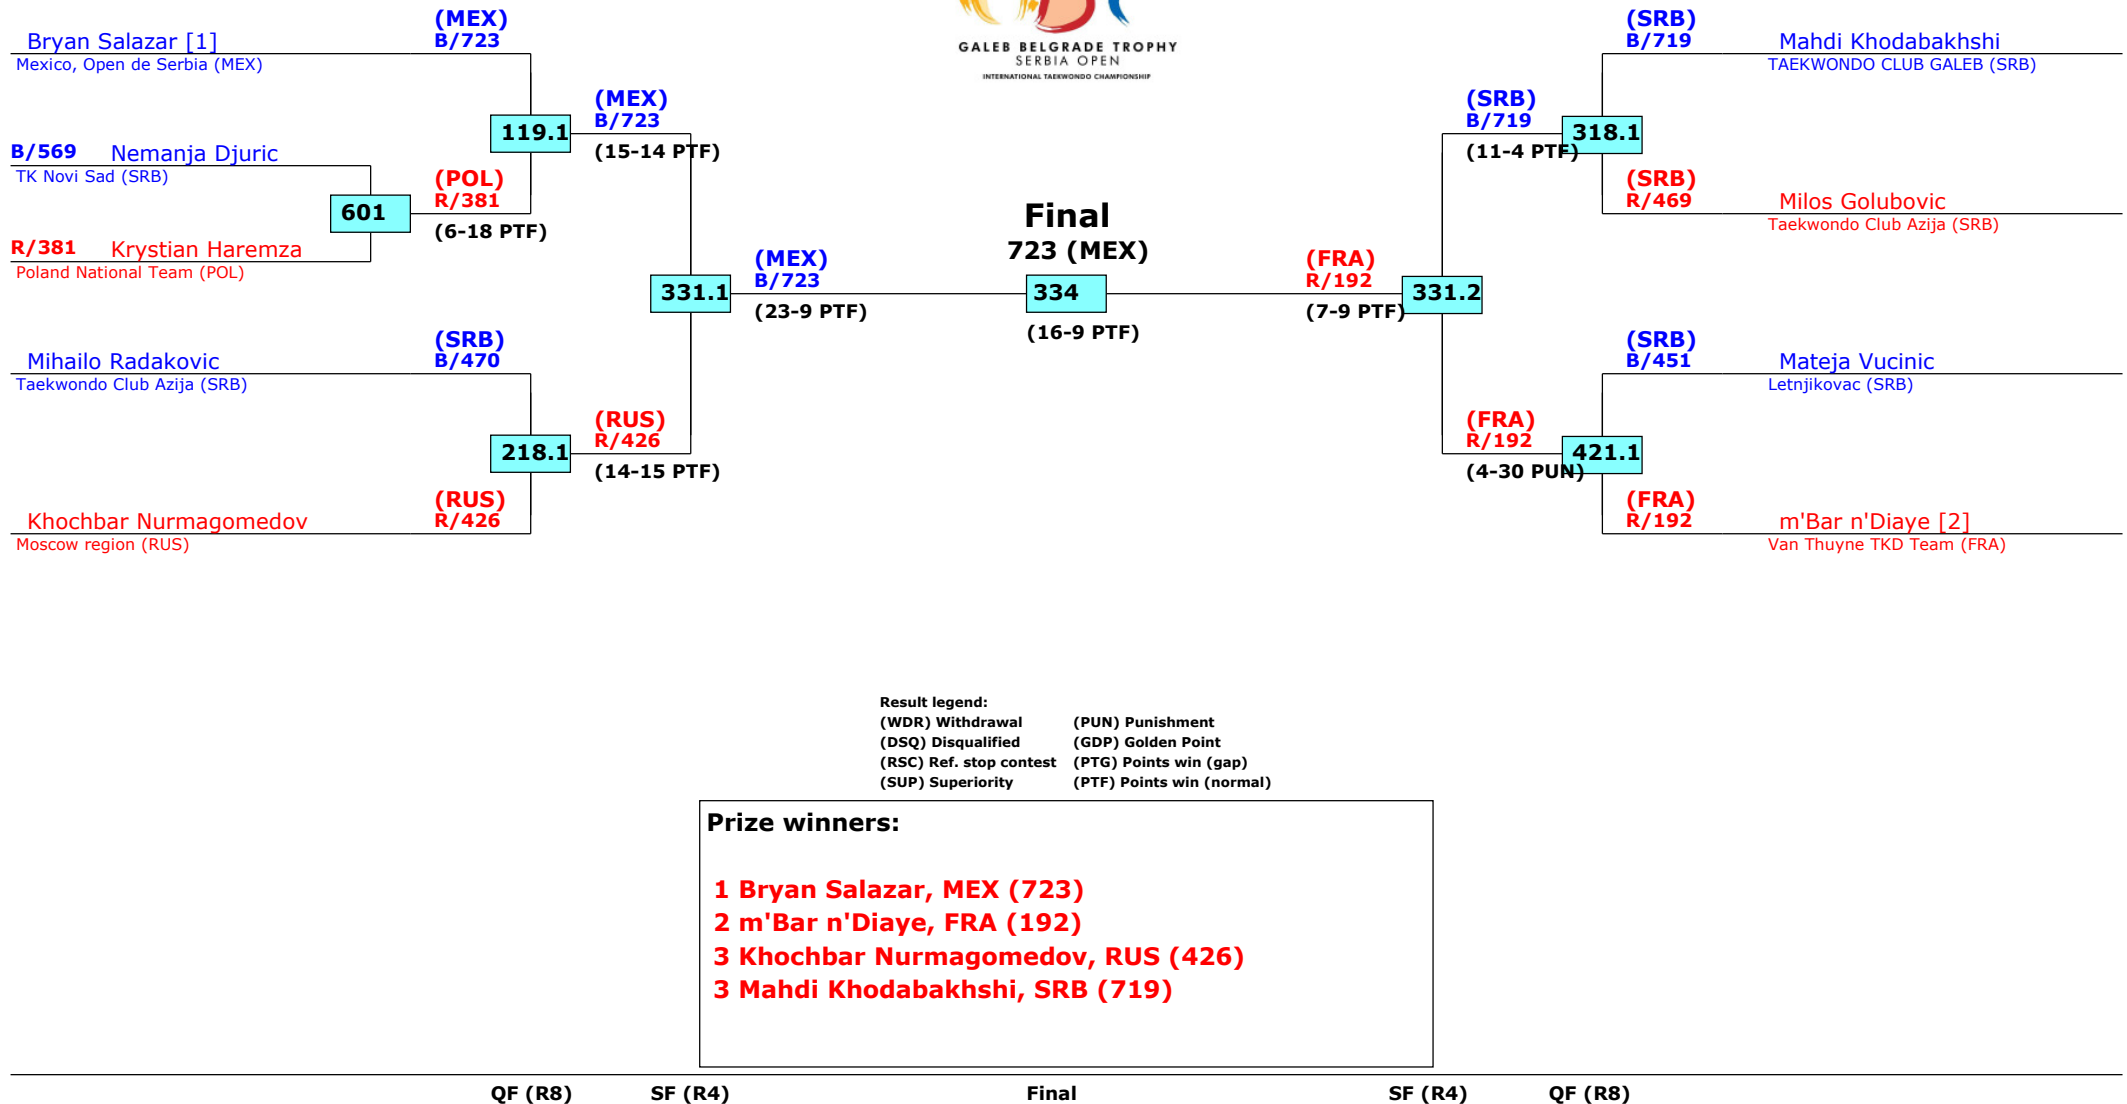 GALEB BELGRADE TROPHY
SERBIA OPEN
INTERNATIONAL TAEKWONDO CHAMPIONSHIP
Bryan Salazar [1]
Mexico, Open de Serbia (MEX)
(MEX)
B/723
B/569 Nemanja Djuric
TK Novi Sad (SRB)
R/381 Krystian Haremza
Poland National Team (POL)
601
(POL)
R/381
(6-18 PTF)
119.1
(MEX)
B/723
(15-14 PTF)
Mihailo Radakovic
Taekwondo Club Azija (SRB)
(SRB)
B/470
Khochbar Nurmagomedov
Moscow region (RUS)
(RUS)
R/426
218.1
(RUS)
R/426
(14-15 PTF)
331.1
(MEX)
B/723
(23-9 PTF)
Final
723 (MEX)
334
(16-9 PTF)
(FRA)
R/192
(7-9 PTF)
331.2
(SRB)
B/719
(11-4 PTF)
318.1
(SRB)
B/719
Mahdi Khodabakhshi
TAEKWONDO CLUB GALEB (SRB)
(SRB)
R/469
Milos Golubovic
Taekwondo Club Azija (SRB)
(FRA)
R/192
(4-30 PUN)
421.1
(SRB)
B/451
Mateja Vucinic
Letnjikovac (SRB)
(FRA)
R/192
m'Bar n'Diaye [2]
Van Thuyne TKD Team (FRA)
Result legend:
(WDR) Withdrawal (PUN) Punishment
(DSQ) Disqualified (GDP) Golden Point
(RSC) Ref. stop contest (PTG) Points win (gap)
(SUP) Superiority (PTF) Points win (normal)
Prize winners:
1 Bryan Salazar, MEX (723)
2 m'Bar n'Diaye, FRA (192)
3 Khochbar Nurmagomedov, RUS (426)
3 Mahdi Khodabakhshi, SRB (719)
QF (R8) SF (R4) Final SF (R4) QF (R8)